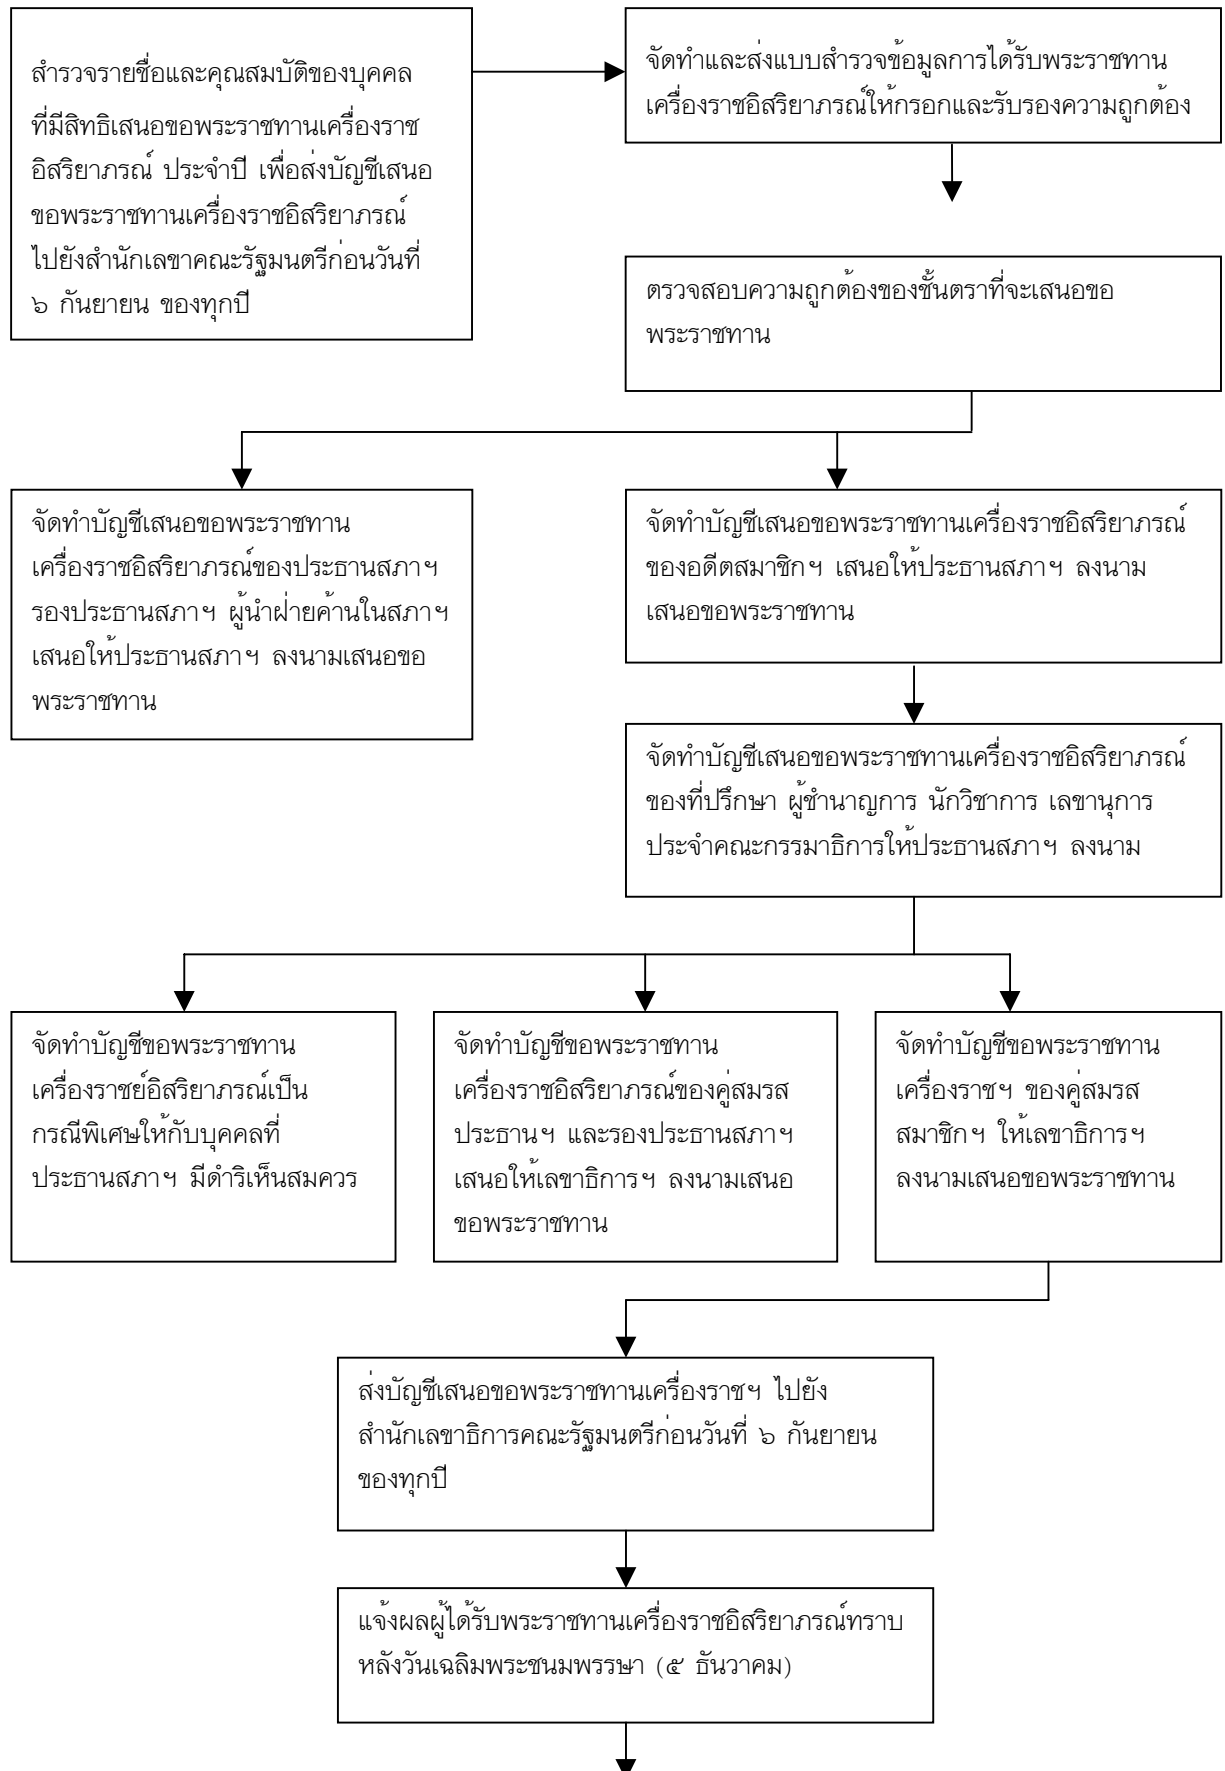 สำรวจรายชื่อและคุณสมบัติของบุคคล
ที่มีสิทธิเสนอขอพระราชทานเครื่องราช
อิสริยาภรณ์ ประจำปี เพื่อส่งบัญชีเสนอ
ขอพระราชทานเครื่องราชอิสริยาภรณ์
ไปยังสำนักเลขาคณะรัฐมนตรีก่อนวันที่
๖ กันยายน ของทุกปี
จัดทำและส่งแบบสำรวจข้อมูลการได้รับพระราชทาน
เครื่องราชอิสริยาภรณ์ให้กรอกและรับรองความถูกต้อง
ตรวจสอบความถูกต้องของชั้นตราที่จะเสนอขอ
พระราชทาน
จัดทำบัญชีเสนอขอพระราชทาน
เครื่องราชอิสริยาภรณ์ของประธานสภาฯ
รองประธานสภาฯ ผู้นำฝ่ายค้านในสภาฯ
เสนอให้ประธานสภาฯ ลงนามเสนอขอ
พระราชทาน
จัดทำบัญชีเสนอขอพระราชทานเครื่องราชอิสริยาภรณ์
ของอดีตสมาชิกฯ เสนอให้ประธานสภาฯ ลงนาม
เสนอขอพระราชทาน
จัดทำบัญชีเสนอขอพระราชทานเครื่องราชอิสริยาภรณ์
ของที่ปรึกษา ผู้ชำนาญการ นักวิชาการ เลขานุการ
ประจำคณะกรรมาธิการให้ประธานสภาฯ ลงนาม
จัดทำบัญชีขอพระราชทาน
เครื่องราชย์อิสริยาภรณ์เป็น
กรณีพิเศษให้กับบุคคลที่
ประธานสภาฯ มีดำริเห็นสมควร
จัดทำบัญชีขอพระราชทาน
เครื่องราชอิสริยาภรณ์ของคู่สมรส
ประธานฯ และรองประธานสภาฯ
เสนอให้เลขาธิการฯ ลงนามเสนอ
ขอพระราชทาน
จัดทำบัญชีขอพระราชทาน
เครื่องราชฯ ของคู่สมรส
สมาชิกฯ ให้เลขาธิการฯ
ลงนามเสนอขอพระราชทาน
ส่งบัญชีเสนอขอพระราชทานเครื่องราชฯ ไปยัง
สำนักเลขาธิการคณะรัฐมนตรีก่อนวันที่ ๖ กันยายน
ของทุกปี
แจ้งผลผู้ได้รับพระราชทานเครื่องราชอิสริยาภรณ์ทราบ
หลังวันเฉลิมพระชนมพรรษา (๕ ธันวาคม)